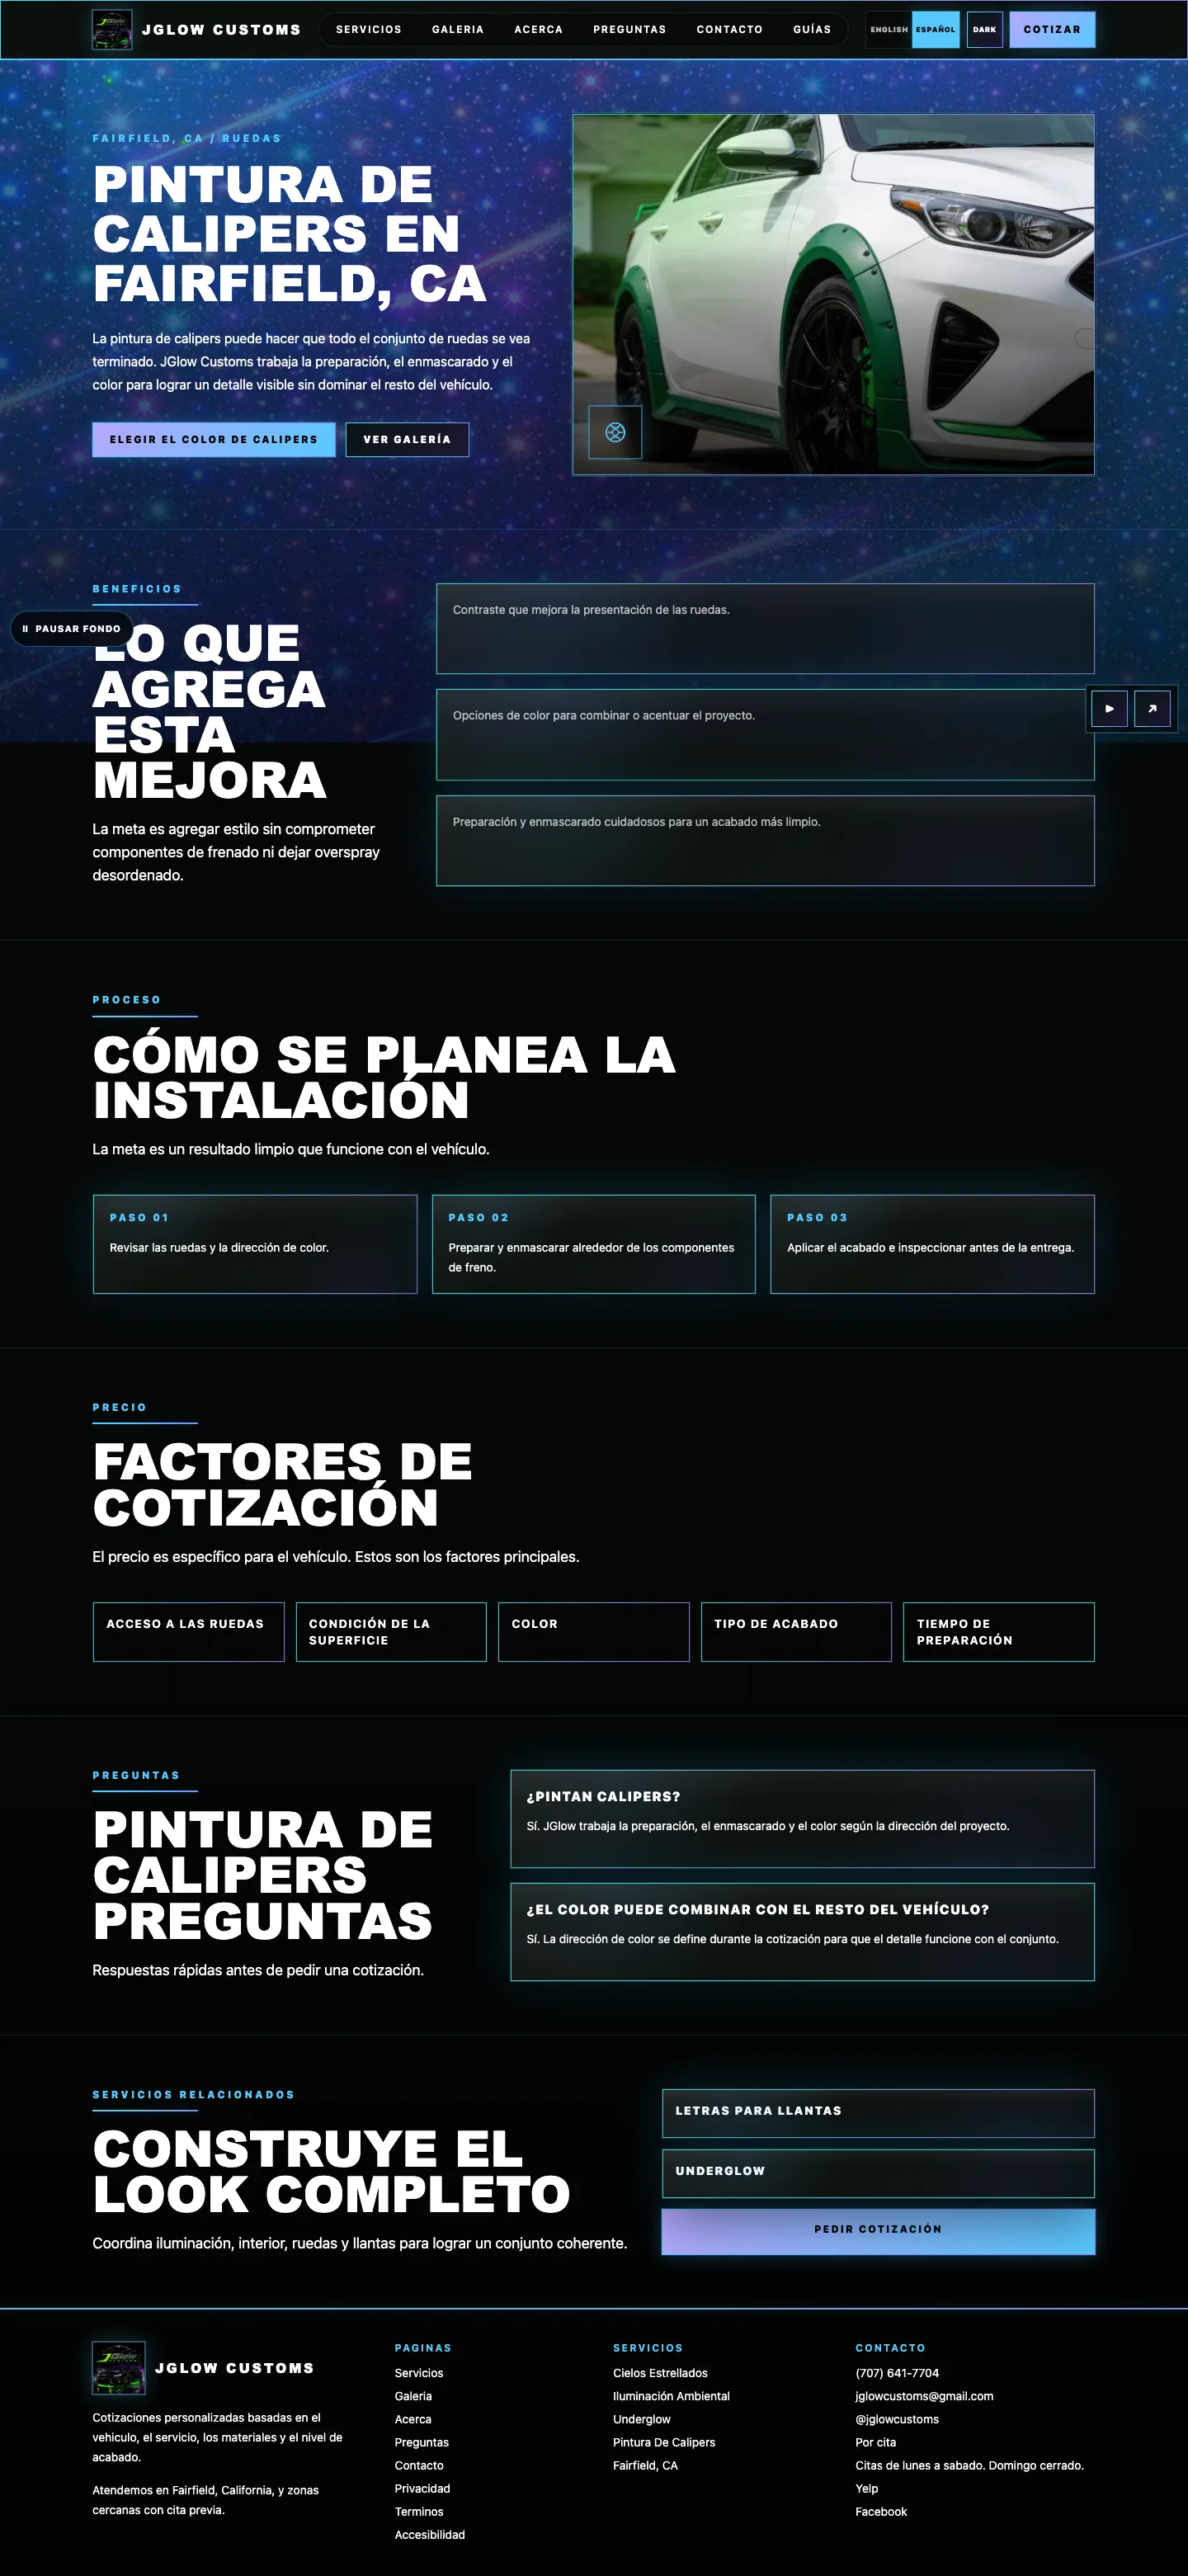 JGLOW CUSTOMS
SERVICIOS
GALERIA
ACERCA
PREGUNTAS
CONTACTO
GUÍAS
ENGLISH
ESPAÑOL
DARK
COTIZAR
FAIRFIELD, CA / RUEDAS
PINTURA DE
CALIPERS EN
FAIRFIELD, CA
La pintura de calipers puede hacer que todo el conjunto de ruedas se vea
terminado. JGlow Customs trabaja la preparación, el enmascarado y el
color para lograr un detalle visible sin dominar el resto del vehículo.
ELEGIR EL COLOR DE CALIPERS
VER GALERÍA
BENEFICIOS
PAUSAR FONDO
LO QUE
AGREGA
ESTA
MEJORA
La meta es agregar estilo sin comprometer
componentes de frenado ni dejar overspray
desordenado.
Contraste que mejora la presentación de las ruedas.
Opciones de color para combinar o acentuar el proyecto.
Preparación y enmascarado cuidadosos para un acabado más limpio.
PROCESO
CÓMO SE PLANEA LA
INSTALACIÓN
La meta es un resultado limpio que funcione con el vehículo.
PASO 01
Revisar las ruedas y la dirección de color.
PASO 02
Preparar y enmascarar alrededor de los componentes
de freno.
PASO 03
Aplicar el acabado e inspeccionar antes de la entrega.
PRECIO
FACTORES DE
COTIZACIÓN
El precio es específico para el vehículo. Estos son los factores principales.
ACCESO A LAS RUEDAS
CONDICIÓN DE LA
SUPERFICIE
COLOR
TIPO DE ACABADO
TIEMPO DE
PREPARACIÓN
PREGUNTAS
PINTURA DE
CALIPERS
PREGUNTAS
Respuestas rápidas antes de pedir una cotización.
¿PINTAN CALIPERS?
Sí. JGlow trabaja la preparación, el enmascarado y el color según la dirección del proyecto.
¿EL COLOR PUEDE COMBINAR CON EL RESTO DEL VEHÍCULO?
Sí. La dirección de color se define durante la cotización para que el detalle funcione con el conjunto.
SERVICIOS RELACIONADOS
CONSTRUYE EL
LOOK COMPLETO
Coordina iluminación, interior, ruedas y llantas para lograr un conjunto coherente.
LETRAS PARA LLANTAS
UNDERGLOW
PEDIR COTIZACIÓN
JGlow
JGLOW CUSTOMS
Cotizaciones personalizadas basadas en el
vehiculo, el servicio, los materiales y el nivel de
acabado.
Atendemos en Fairfield, California, y zonas
cercanas con cita previa.
PAGINAS
Servicios
Galeria
Acerca
Preguntas
Contacto
Privacidad
Terminos
Accesibilidad
SERVICIOS
Cielos Estrellados
Iluminación Ambiental
Underglow
Pintura De Calipers
Fairfield, CA
CONTACTO
(707) 641-7704
jglowcustoms@gmail.com
@jglowcustoms
Por cita
Citas de lunes a sabado. Domingo cerrado.
Yelp
Facebook